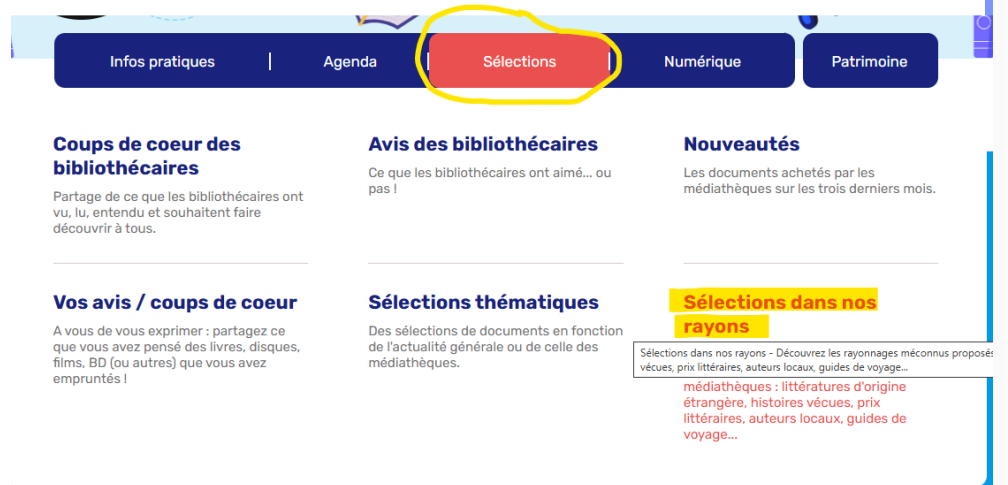 Infos pratiques
Agenda
Sélections
Numérique
Patrimoine
Coups de coeur des
bibliothécaires
Partage de ce que les bibliothécaires ont
vu, lu, entendu et souhaitent faire
découvrir à tous.
Avis des bibliothécaires
Ce que les bibliothécaires ont aimé... ou
pas !
Nouveautés
Les documents achetés par les
médiathèques sur les trois derniers mois.
Vos avis / coups de coeur
A vous de vous exprimer : partagez ce
que vous avez pensé des livres, disques,
films, BD (ou autres) que vous avez
empruntés !
Sélections thématiques
Des sélections de documents en fonction
de l'actualité générale ou de celle des
médiathèques.
Sélections dans nos
rayons
Sélections dans nos rayons - Découvrez les rayonnages méconnus proposés
vécues, prix littéraires, auteurs locaux, guides de voyage...
médiathèques : littératures d'origine
étrangère, histoires vécues, prix
littéraires, auteurs locaux, guides de
voyage...